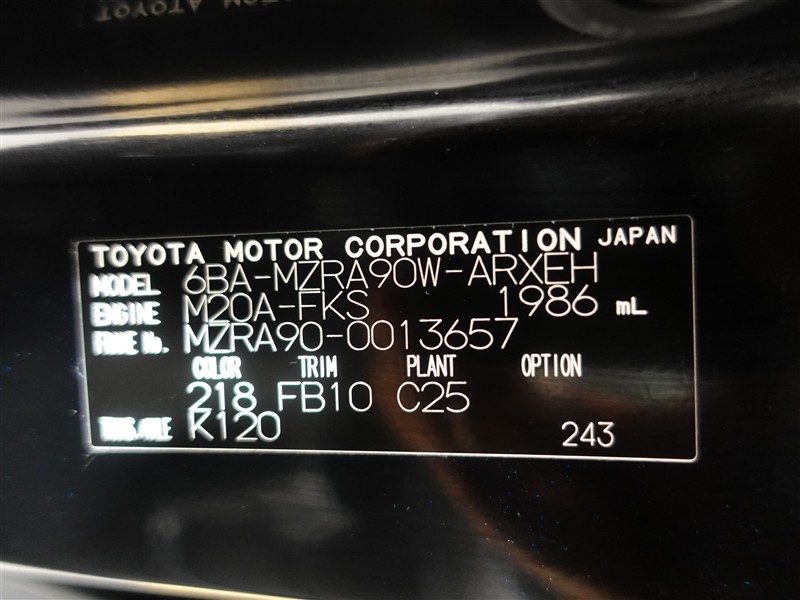 TOYOTA MOTOR CORPORATION JAPAN
MODEL 6BA-MZRA90W-ARXEH
ENGINE M20A-FKS 1986 mL
FRAME No. MZRA90-0013657
COLOR TRIM PLANT OPTION
218 FB10 C25
TRANS/AXLE K120
243